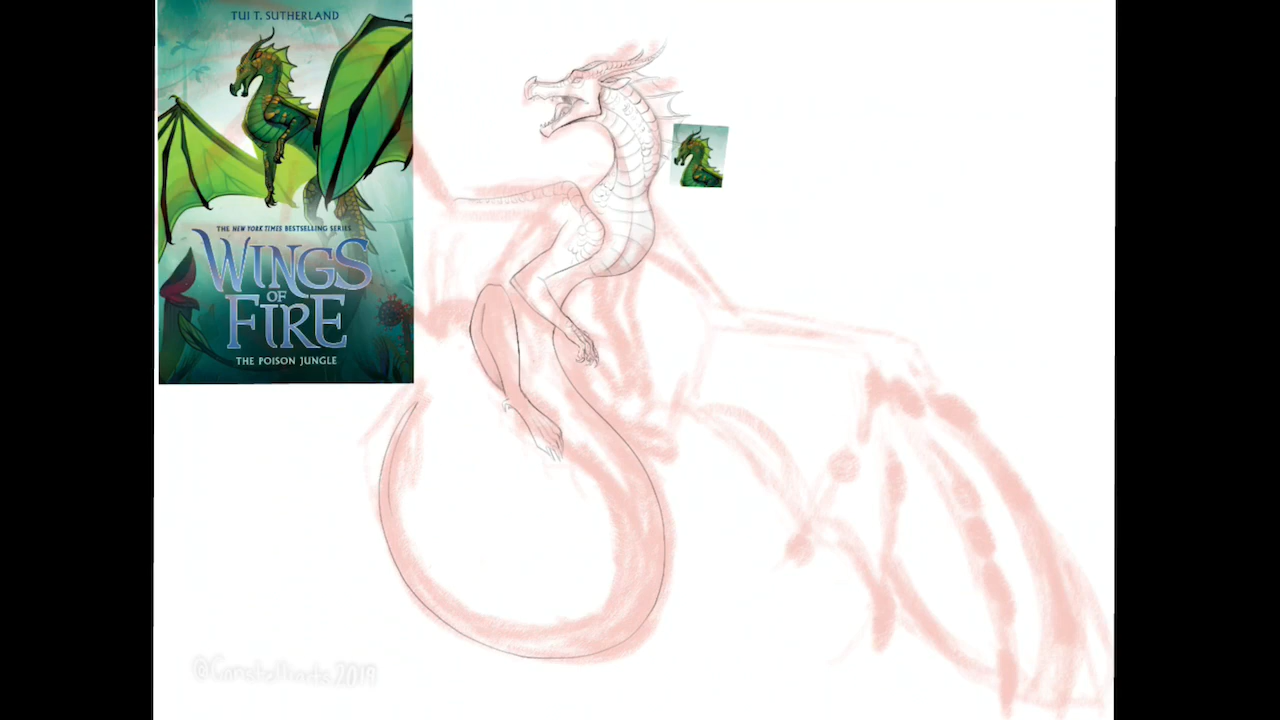 TUI T. SUTHERLAND
THE NEW YORK TIMES BESTSELLING SERIES
WINGS
OF
FIRE
THE POISON JUNGLE